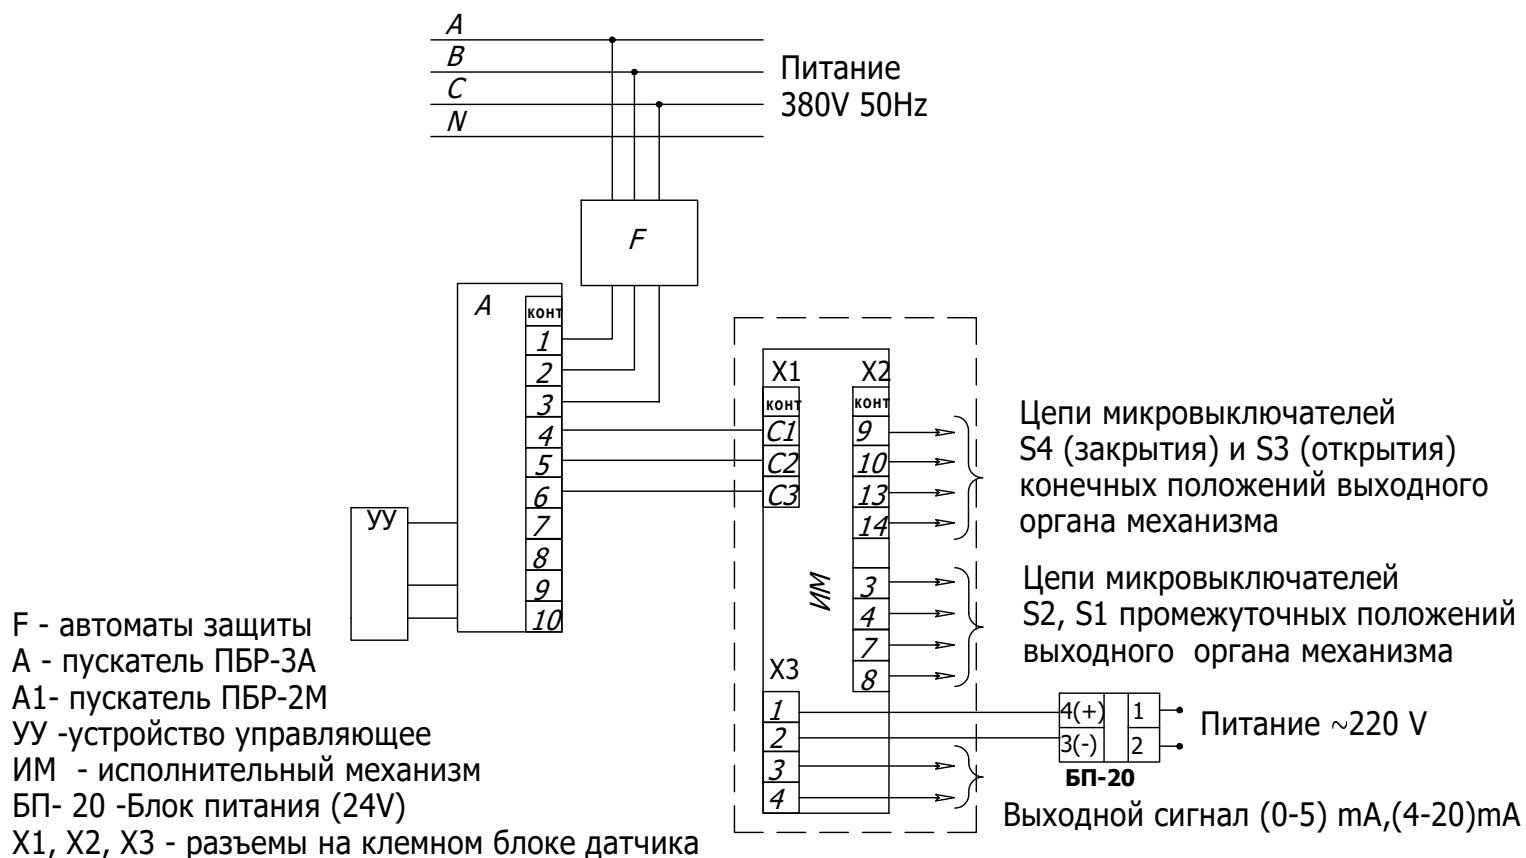 A
B
C
N
Питание
380V 50Hz
F
A
конт
1
2
3
4
5
6
7
8
9
10
УУ
X1
конт
C1
C2
C3
X2
конт
9
10
13
14
3
4
7
8
ИМ
X3
1
2
3
4
Цепи микровыключателей
S4 (закрытия) и S3 (открытия)
конечных положений выходного
органа механизма
Цепи микровыключателей
S2, S1 промежуточных положений
выходного органа механизма
4(+) 1
3(-) 2
БП-20
Питание ~220 V
Выходной сигнал (0-5) mA,(4-20)mA
F - автоматы защиты
A - пускатель ПБР-3А
A1- пускатель ПБР-2М
УУ -устройство управляющее
ИМ - исполнительный механизм
БП- 20 -Блок питания (24V)
X1, X2, X3 - разъемы на клемном блоке датчика